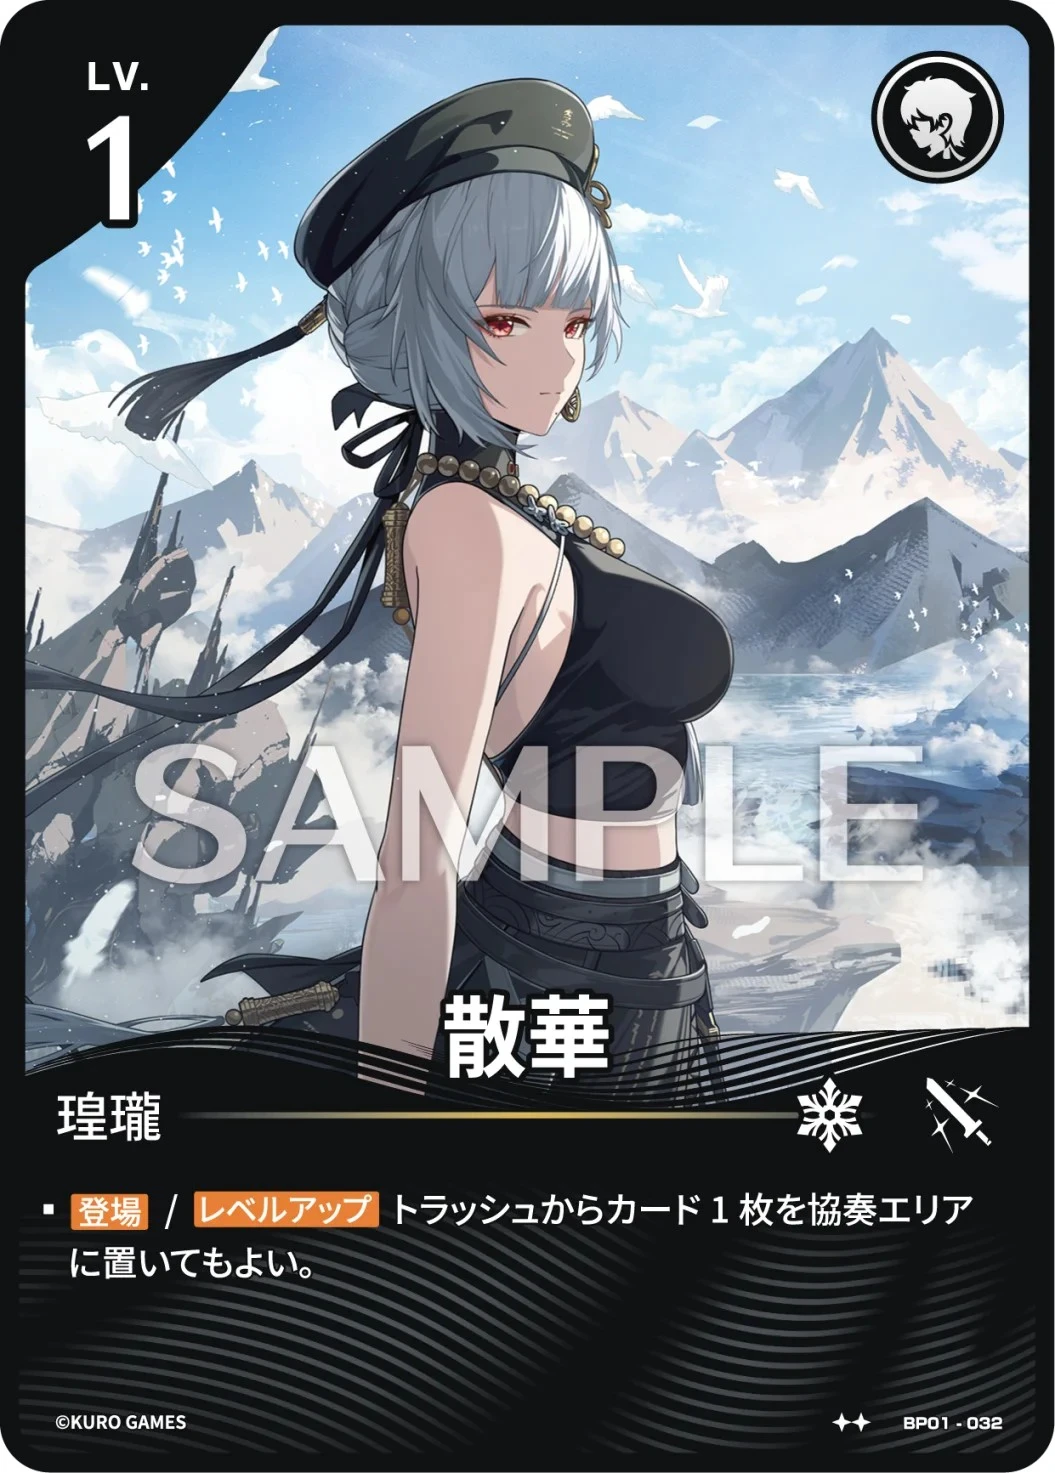 LV.
1
SAMPLE
散華
瑝瓏
登場 / レベルアップ トラッシュからカード1枚を協奏エリア
に置いてもよい。
©KURO GAMES
BP01-032